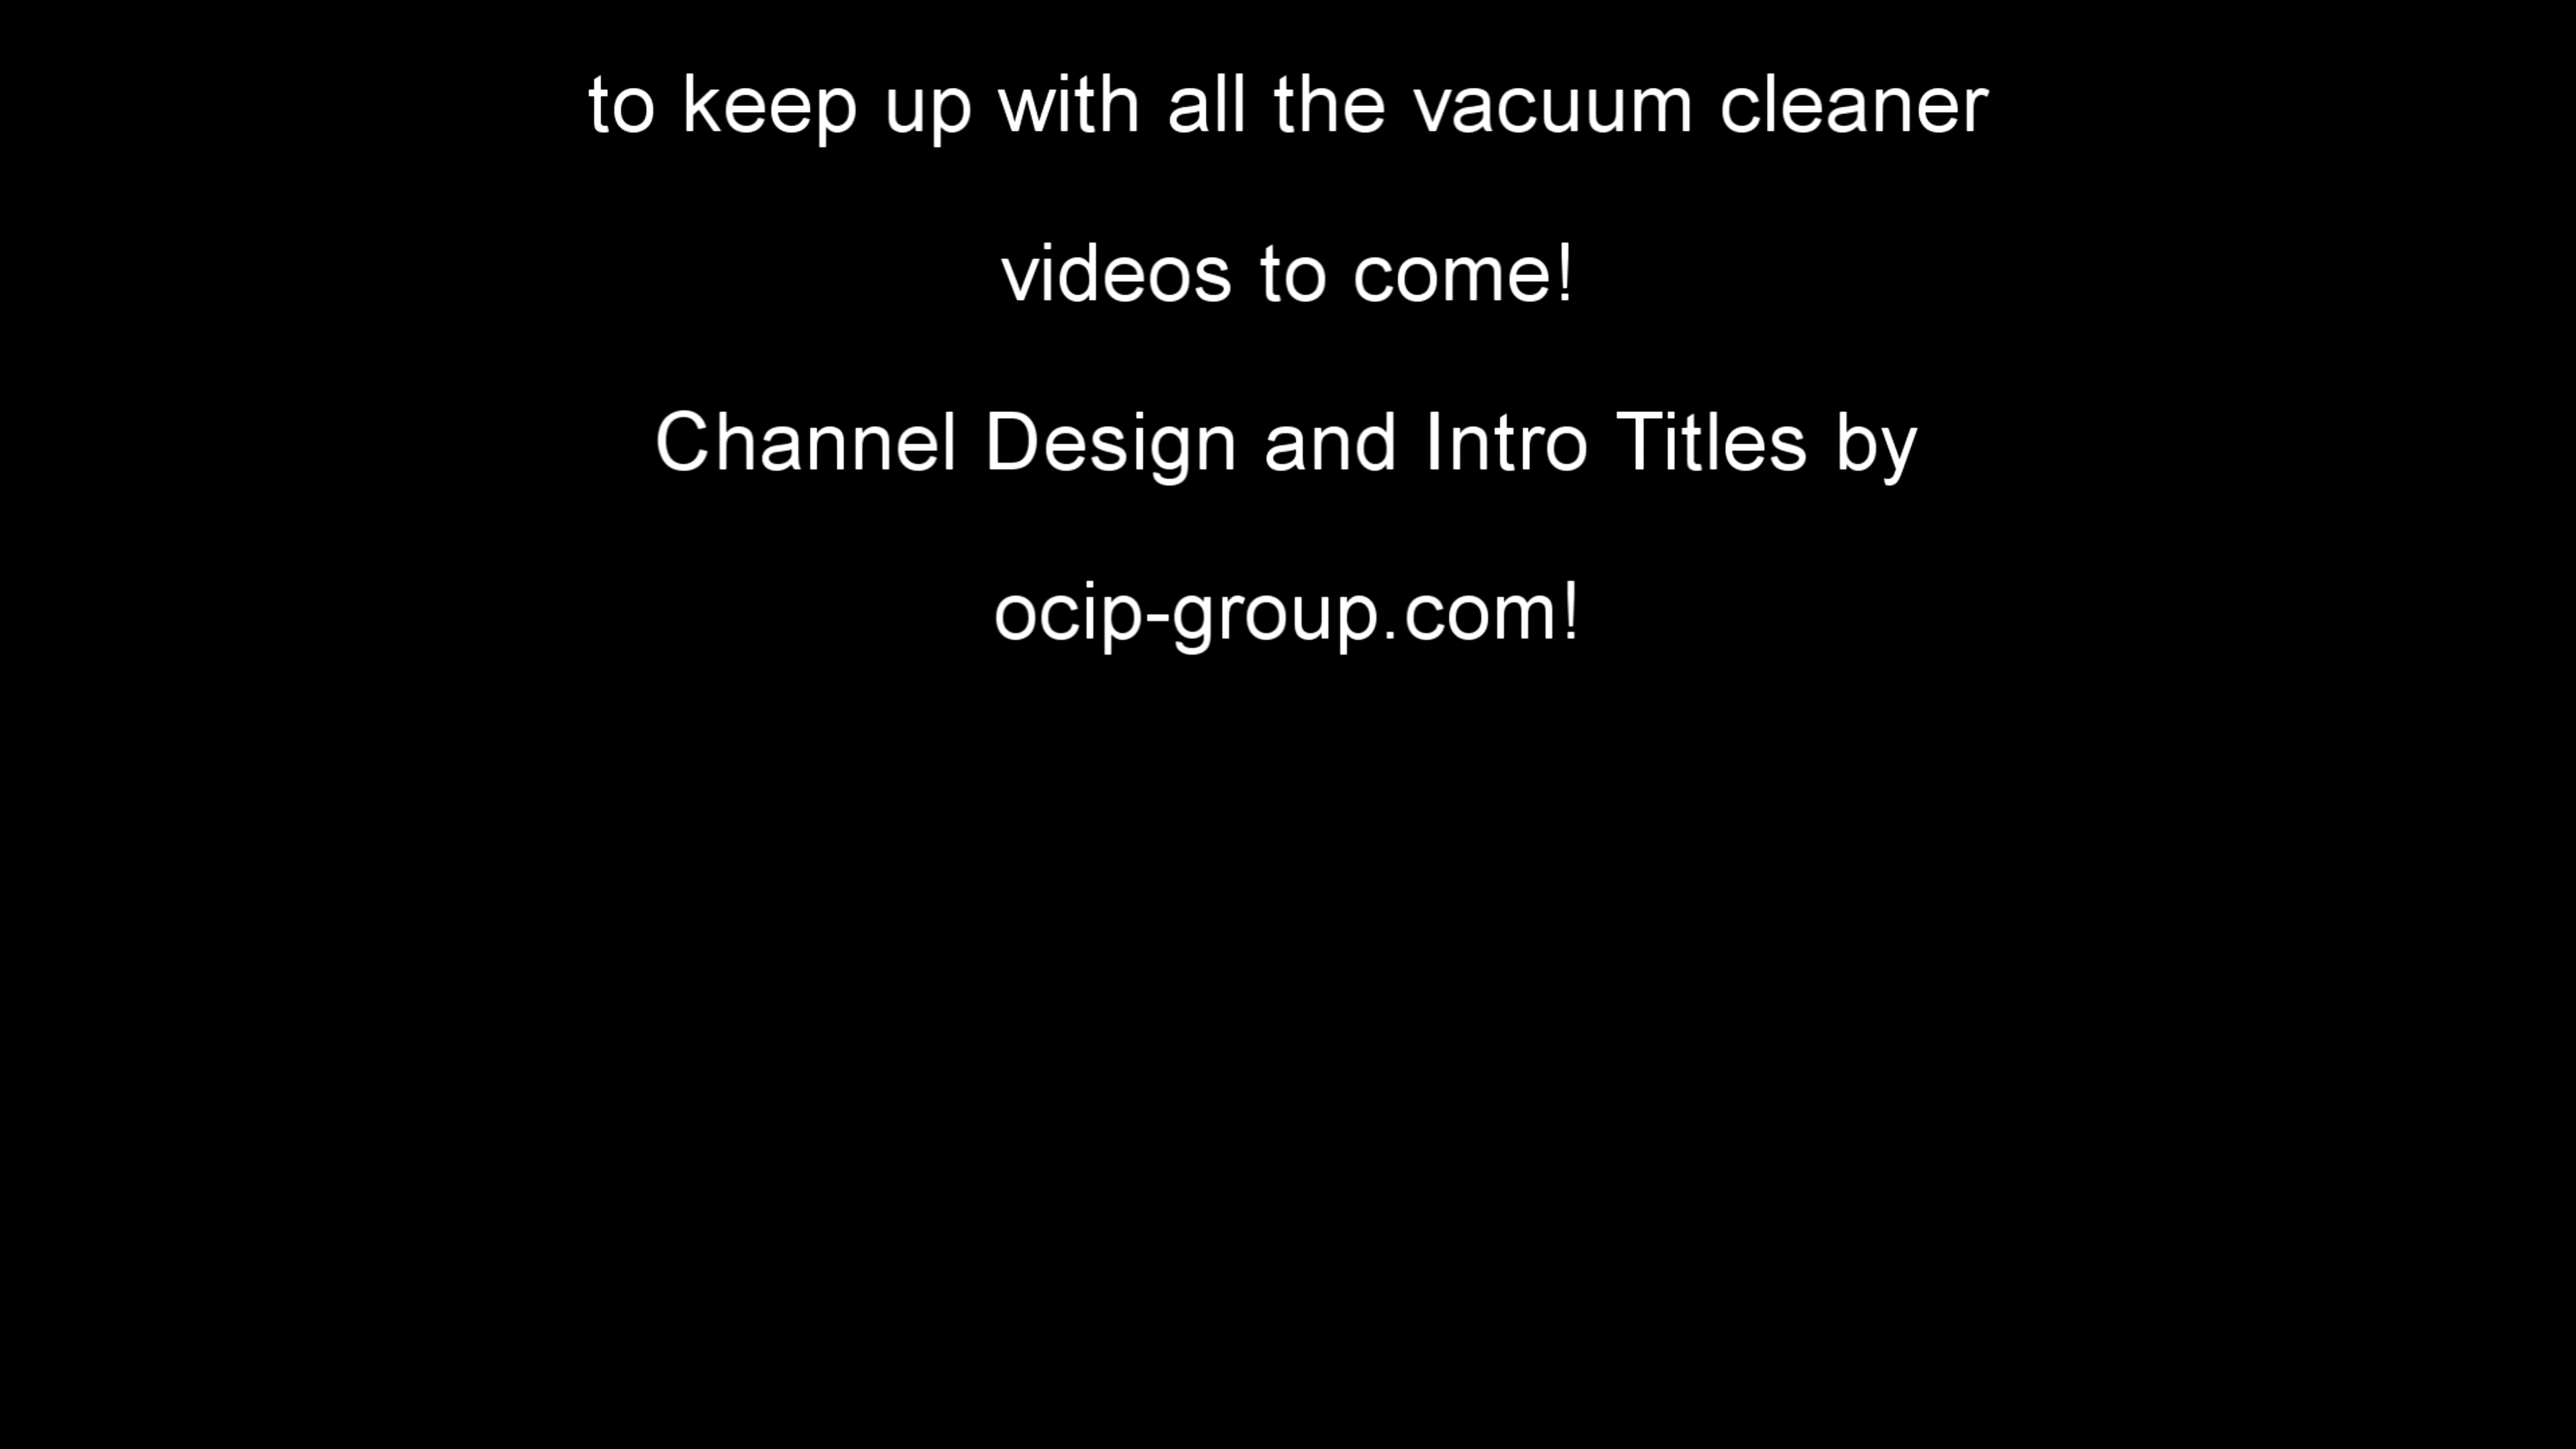 to keep up with all the vacuum cleaner
videos to come!
Channel Design and Intro Titles by
ocip-group.com!